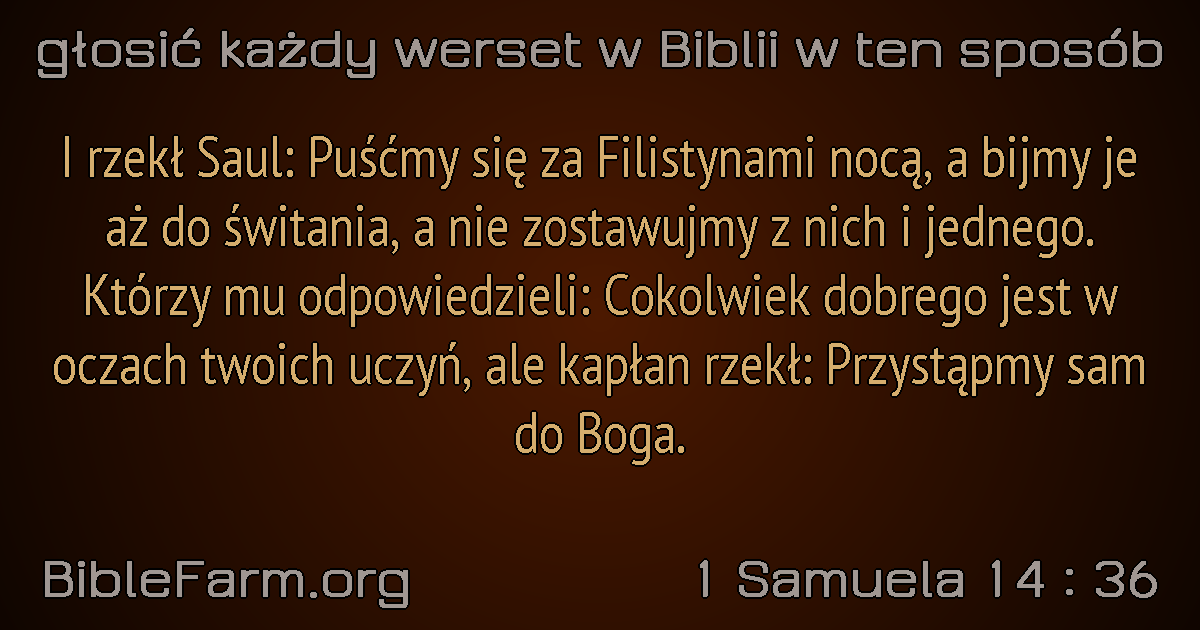 głosić każdy werset w Biblii w ten sposób
I rzekł Saul: Puśćmy się za Filistynami nocą, a bijmy je
aż do świtania, a nie zostawujmy z nich i jednego.
Którzy mu odpowiedzieli: Cokolwiek dobrego jest w
oczach twoich uczyń, ale kapłan rzekł: Przystąpmy sam
do Boga.
BibleFarm.org
1 Samuela 14 : 36